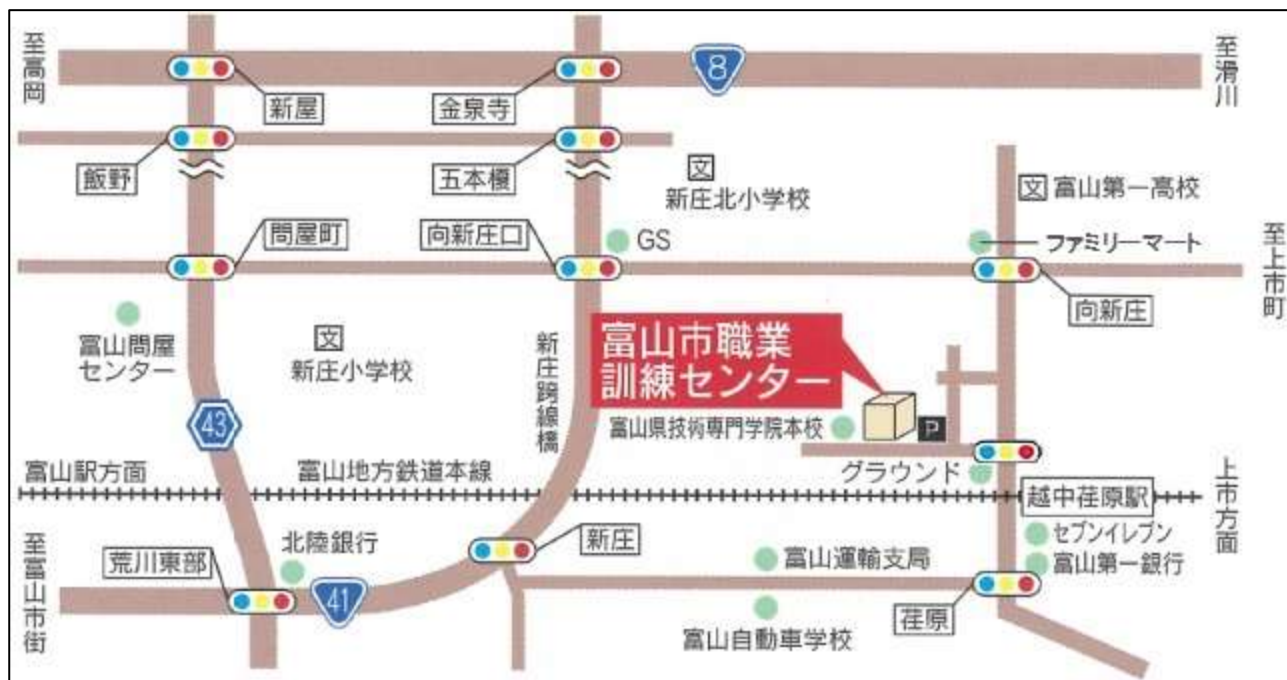 至高岡
8
至滑川
新屋
金泉寺
飯野
五本榎
文
新庄北小学校
文 富山第一高校
問屋町
向新庄口
GS
ファミリーマート
至上市町
向新庄
富山問屋
センター
文
新庄小学校
新庄跨線橋
富山市職業
訓練センター
43
富山県技術専門学院本校
P
グラウンド
富山駅方面
富山地方鉄道本線
越中荏原駅
上市方面
至富山市街
荒川東部
北陸銀行
41
新庄
富山運輸支局
セブンイレブン
富山第一銀行
荏原
富山自動車学校